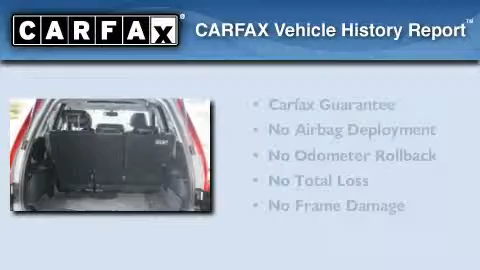 CARFAX® CARFAX Vehicle History Report™
• Carfax Guarantee
• No Airbag Deployment
• No Odometer Rollback
• No Total Loss
• No Frame Damage